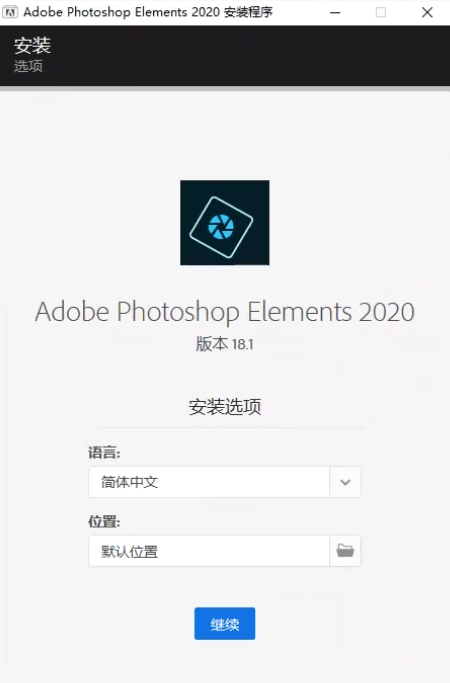 Adobe Photoshop Elements 2020 安装程序
安装
选项
Adobe Photoshop Elements 2020
版本 18.1
安装选项
语言:
简体中文
位置:
默认位置
继续